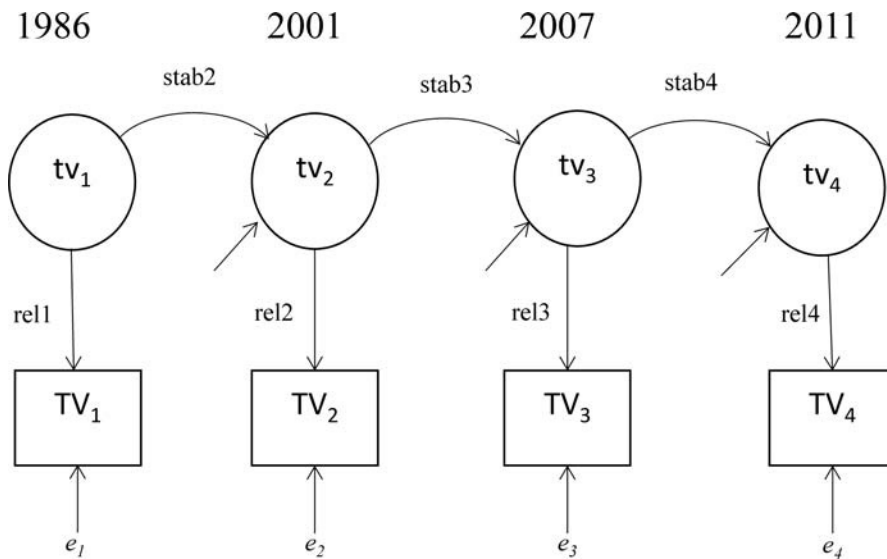 1986 2001 2007 2011
stab2 stab3 stab4
tv₁ tv₂ tv₃ tv₄
rel1 rel2 rel3 rel4
TV₁ TV₂ TV₃ TV₄
e₁ e₂ e₃ e₄